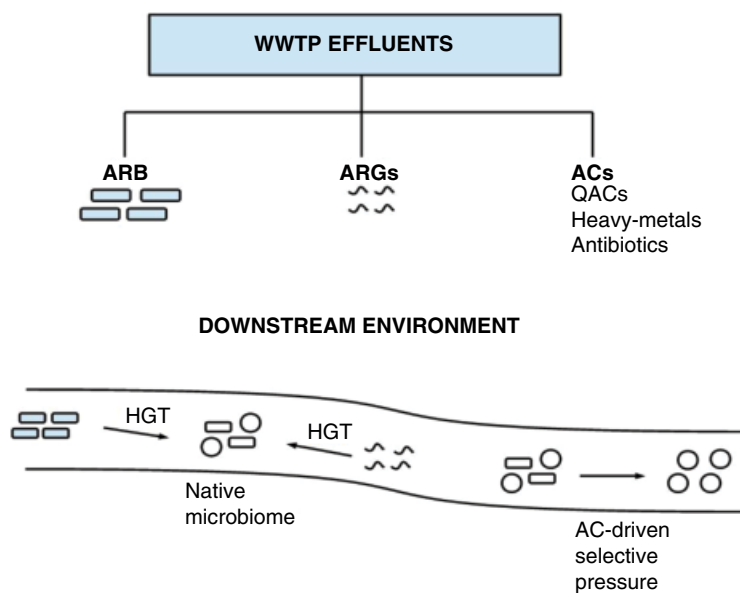 WWTP EFFLUENTS
ARB
ARGs
ACs
QACs
Heavy-metals
Antibiotics
DOWNSTREAM ENVIRONMENT
HGT
HGT
Native
microbiome
AC-driven
selective
pressure